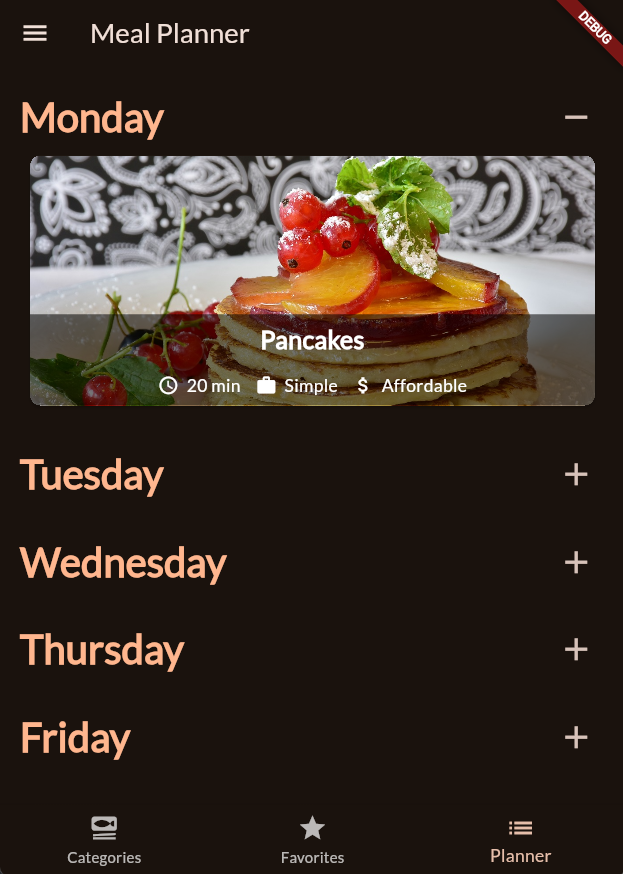 Meal Planner
DEBUG
Monday
Pancakes
20 min Simple Affordable
Tuesday
Wednesday
Thursday
Friday
Categories Favorites Planner